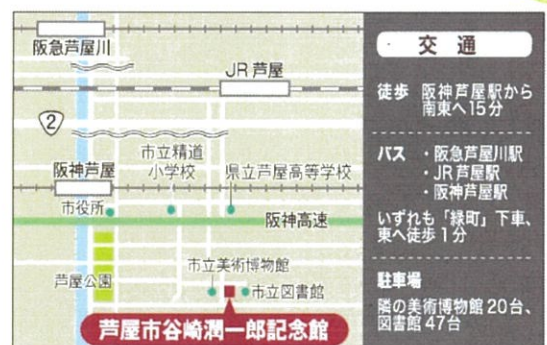 阪急芦屋川
JR芦屋
2
阪神芦屋
市立精道
小学校
県立芦屋高等学校
市役所
阪神高速
芦屋公園
市立美術博物館
市立図書館
芦屋市谷崎潤一郎記念館
交通
徒歩 阪神芦屋駅から
南東へ15分
バス ・阪急芦屋川駅
・JR芦屋駅
・阪神芦屋駅
いずれも「緑町」下車、
東へ徒歩1分
駐車場
隣の美術博物館20台、
図書館47台